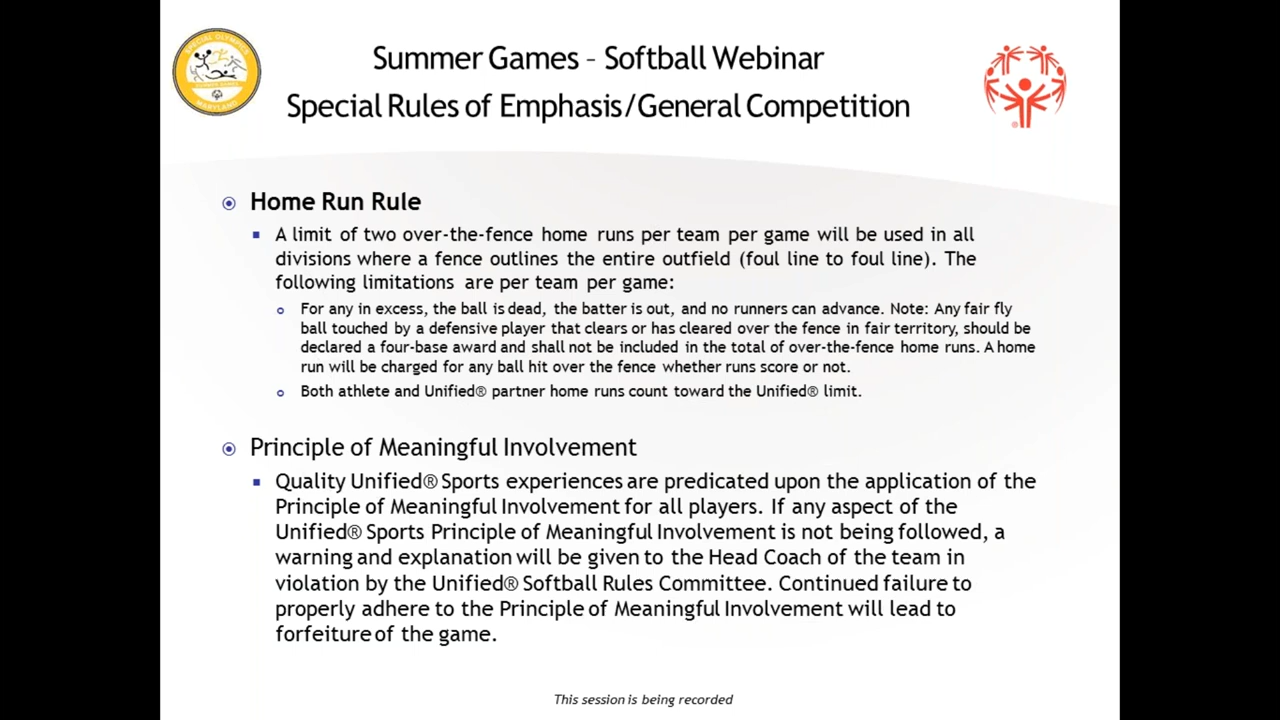 Summer Games – Softball Webinar
Special Rules of Emphasis/General Competition
SPECIAL OLYMPICS
MARYLAND
Home Run Rule
A limit of two over-the-fence home runs per team per game will be used in all
divisions where a fence outlines the entire outfield (foul line to foul line). The
following limitations are per team per game:
For any in excess, the ball is dead, the batter is out, and no runners can advance. Note: Any fair fly
ball touched by a defensive player that clears or has cleared over the fence in fair territory, should be
declared a four-base award and shall not be included in the total of over-the-fence home runs. A home
run will be charged for any ball hit over the fence whether runs score or not.
Both athlete and Unified® partner home runs count toward the Unified® limit.
Principle of Meaningful Involvement
Quality Unified® Sports experiences are predicated upon the application of the
Principle of Meaningful Involvement for all players. If any aspect of the
Unified® Sports Principle of Meaningful Involvement is not being followed, a
warning and explanation will be given to the Head Coach of the team in
violation by the Unified® Softball Rules Committee. Continued failure to
properly adhere to the Principle of Meaningful Involvement will lead to
forfeiture of the game.
This session is being recorded